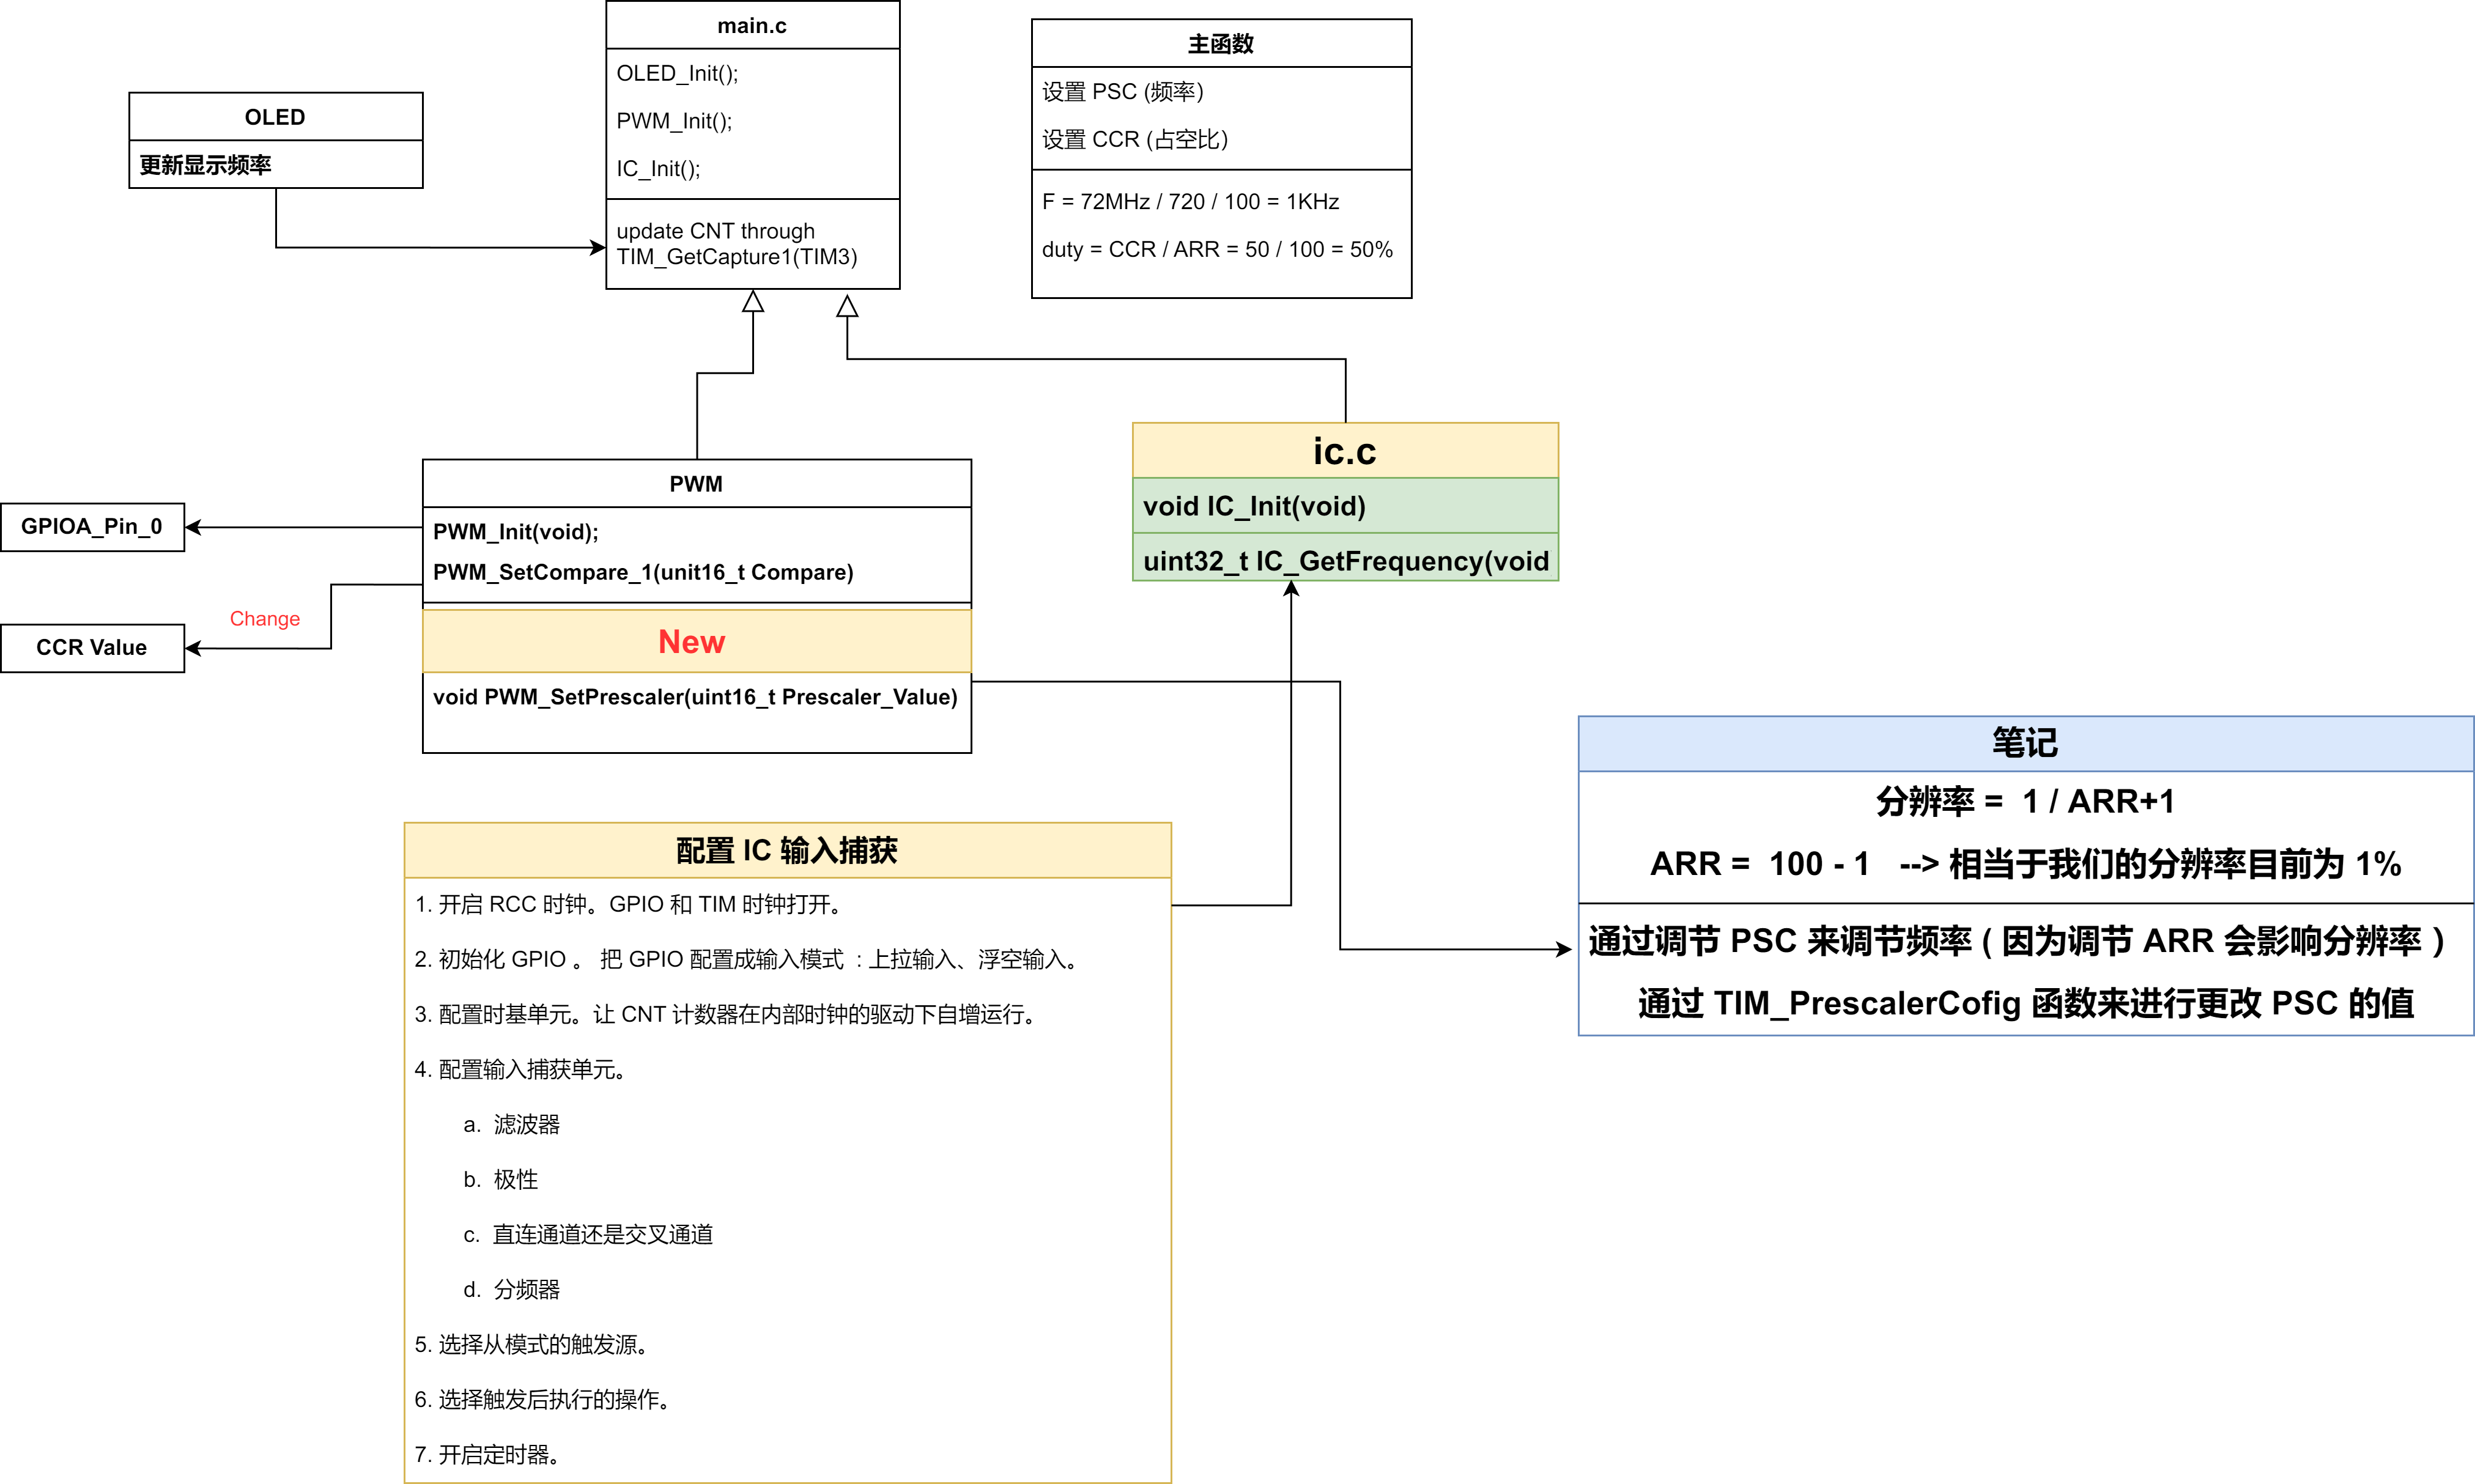 main.c
OLED_Init();
PWM_Init();
IC_Init();
update CNT through
TIM_GetCapture1(TIM3)
主函数
设置 PSC (频率)
设置 CCR (占空比)
F = 72MHz / 720 / 100 = 1KHz
duty = CCR / ARR = 50 / 100 = 50%
OLED
更新显示频率
PWM
PWM_Init(void);
PWM_SetCompare_1(unit16_t Compare)
New
void PWM_SetPrescaler(uint16_t Prescaler_Value)
GPIOA_Pin_0
Change
CCR Value
ic.c
void IC_Init(void)
uint32_t IC_GetFrequency(void
笔记
分辨率 = 1 / ARR+1
ARR = 100 - 1 --> 相当于我们的分辨率目前为 1%
通过调节 PSC 来调节频率 ( 因为调节 ARR 会影响分辨率 )
通过 TIM_PrescalerCofig 函数来进行更改 PSC 的值
配置 IC 输入捕获
1. 开启 RCC 时钟。GPIO 和 TIM 时钟打开。
2. 初始化 GPIO 。 把 GPIO 配置成输入模式 : 上拉输入、浮空输入。
3. 配置时基单元。让 CNT 计数器在内部时钟的驱动下自增运行。
4. 配置输入捕获单元。
a. 滤波器
b. 极性
c. 直连通道还是交叉通道
d. 分频器
5. 选择从模式的触发源。
6. 选择触发后执行的操作。
7. 开启定时器。